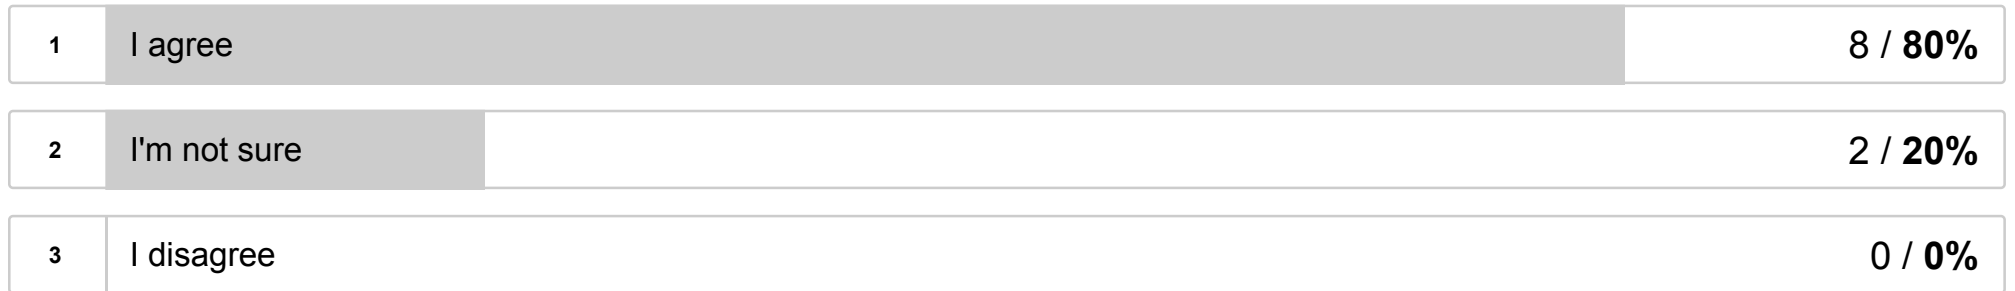 1 I agree 8 / 80%
2 I'm not sure 2 / 20%
3 I disagree 0 / 0%